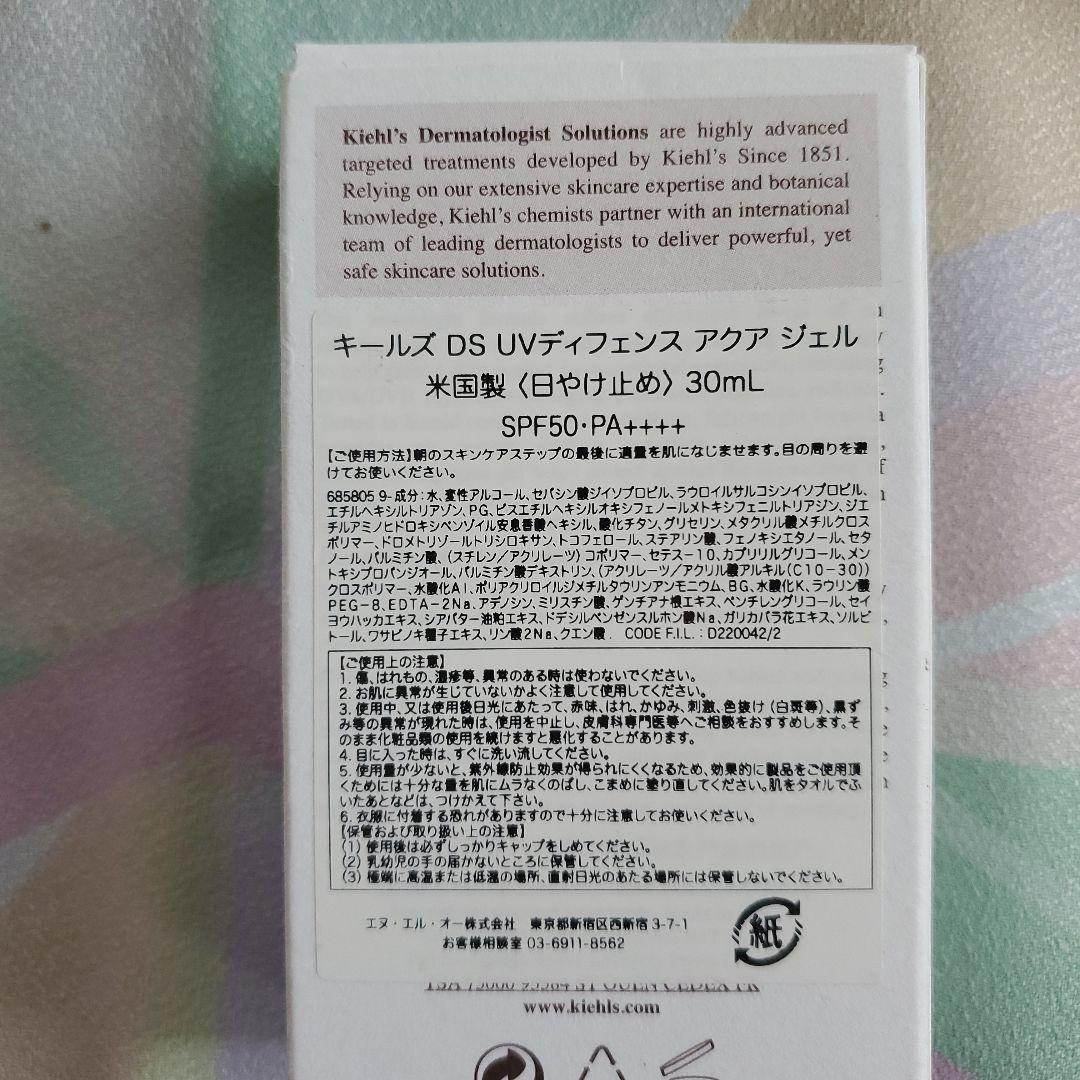 Kiehl's Dermatologist Solutions are highly advanced
targeted treatments developed by Kiehl's Since 1851.
Relying on our extensive skincare expertise and botanical
knowledge, Kiehl's chemists partner with an international
team of leading dermatologists to deliver powerful, yet
safe skincare solutions.
キールズ DS UVディフェンス アクア ジェル
米国製〈日やけ止め〉30mL
SPF50・PA++++
【ご使用方法】朝のスキンケアステップの最後に適量を肌になじませます。目の周りを避
けてお使いください。
685805 9-成分：水、変性アルコール、セバシン酸ジイソプロピル、ラウロイルサルコシンイソプロピル、
エチルヘキシルトリアゾン、PG、ビスエチルヘキシルオキシフェノールメトキシフェニルトリアジン、ジエ
チルアミノヒドロキシベンゾイル安息香酸ヘキシル、酸化チタン、グリセリン、メタクリル酸メチルクロス
ポリマー、ドロメトリゾールトリシロキサン、トコフェロール、ステアリン酸、フェノキシエタノール、セタ
ノール、パルミチン酸、（スチレン／アクリレーツ）コポリマー、セテス-10、カプリリルグリコール、メン
トキシプロパンジオール、パルミチン酸デキストリン、（アクリレーツ／アクリル酸アルキル（C10-30））
クロスポリマー、水酸化Al、ポリアクリロイルジメチルタウリンアンモニウム、BG、水酸化K、ラウリン酸
PEG-8、EDTA-2Na、アデノシン、ミリスチン酸、ゲンチアナ根エキス、ペンチレングリコール、セイ
ヨウハッカエキス、シアバター油粕エキス、ドデシルベンゼンスルホン酸Na、ガリカバラ花エキス、ソルビ
トール、ワサビノキ種子エキス、リン酸2Na、クエン酸． CODE F.I.L.：D220042/2
【ご使用上の注意】
1. 傷、はれもの、湿疹等、異常のある時は使わないでください。
2. お肌に異常が生じていないかよく注意して使用してください。
3. 使用中、又は使用後日光にあたって、赤味、はれ、かゆみ、刺激、色抜け（白斑等）、黒ず
み等の異常が現れた時は、使用を中止し、皮膚科専門医等へご相談をおすすめします。そ
のまま化粧品類の使用を続けますと悪化することがあります。
4. 目に入った時は、すぐに洗い流してください。
5. 使用量が少ないと、紫外線防止効果が得られにくくなるため、効果的に製品をご使用頂
くためには十分な量を肌にムラなくのばし、こまめに塗り直してください。肌をタオルでふ
いたあとなどは、つけかえて下さい。
6. 衣服に付着する恐れがありますので十分に注意してお使いください。
【保管および取り扱い上の注意】
(1) 使用後は必ずしっかりキャップをしめてください。
(2) 乳幼児の手の届かないところに保管してください。
(3) 極端に高温または低温の場所、直射日光のあたる場所には保管しないでください。
エヌ・エル・オー株式会社 東京都新宿区西新宿3-7-1
お客様相談室 03-6911-8562
紙
www.kiehls.com